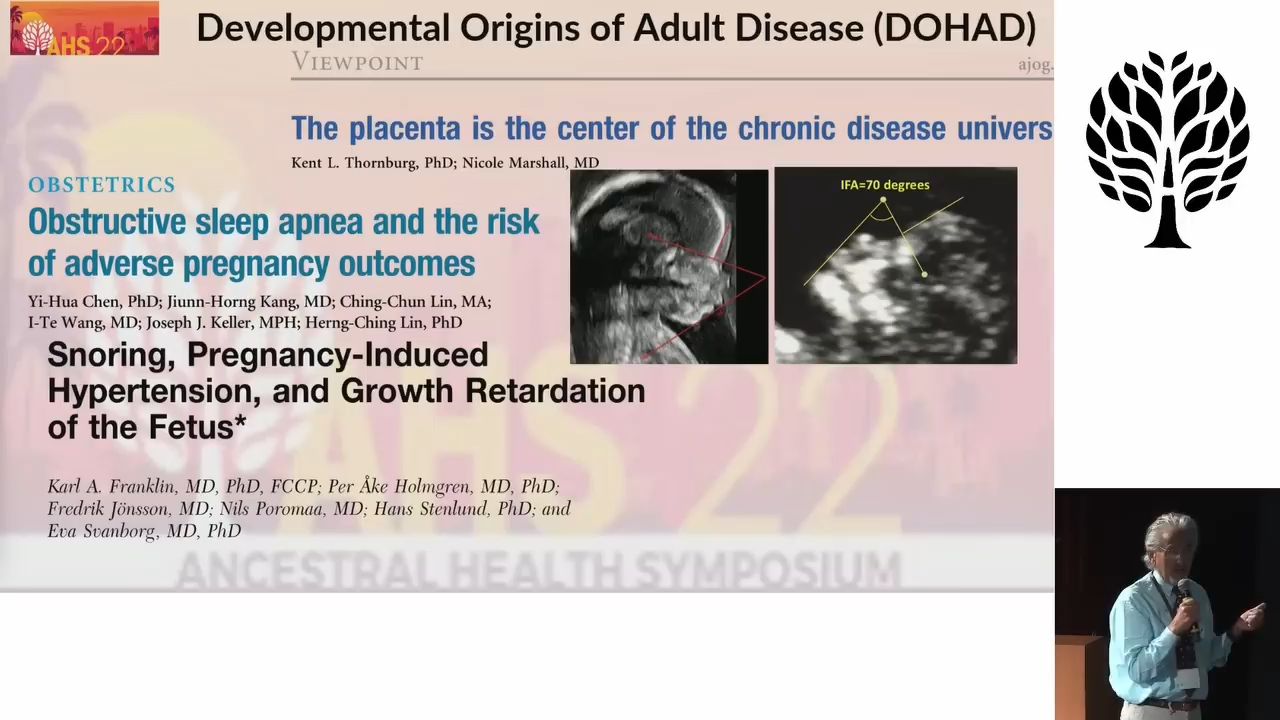 AHS 22
Developmental Origins of Adult Disease (DOHAD)
VIEWPOINT
ajog.
The placenta is the center of the chronic disease univers
Kent L. Thornburg, PhD; Nicole Marshall, MD
OBSTETRICS
Obstructive sleep apnea and the risk
of adverse pregnancy outcomes
Yi-Hua Chen, PhD; Jiunn-Horng Kang, MD; Ching-Chun Lin, MA;
I-Te Wang, MD; Joseph J. Keller, MPH; Herng-Ching Lin, PhD
IFA=70 degrees
Snoring, Pregnancy-Induced
Hypertension, and Growth Retardation
of the Fetus*
Karl A. Franklin, MD, PhD, FCCP; Per Åke Holmgren, MD, PhD;
Fredrik Jönsson, MD; Nils Poromaa, MD; Hans Stenlund, PhD; and
Eva Svanborg, MD, PhD
AHS 22
ANCESTRAL HEALTH SYMPOSIUM